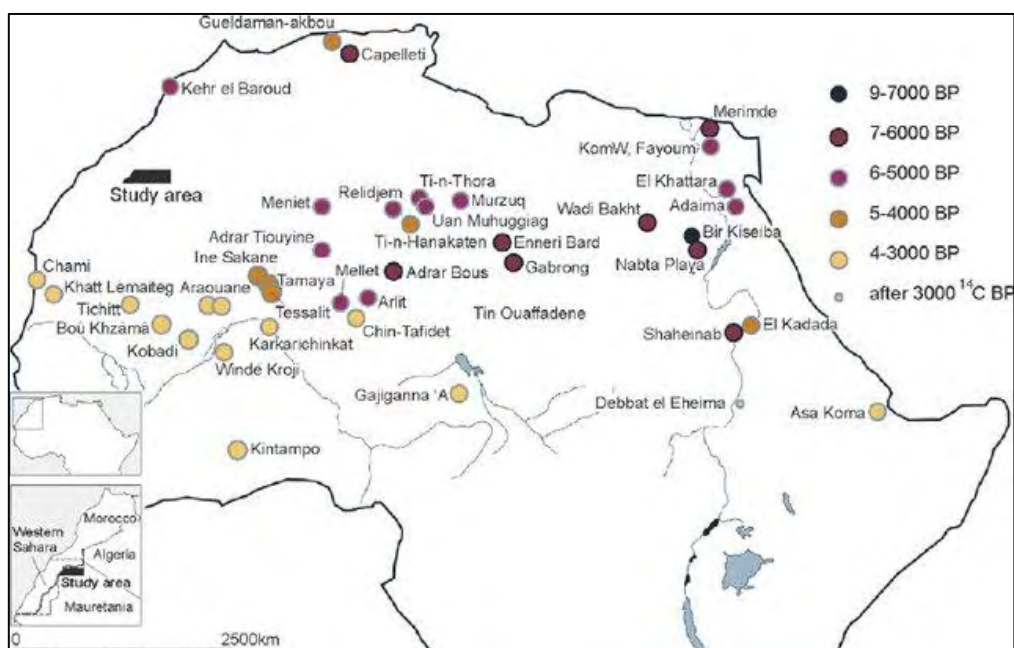 Gueldaman-akbou
Capelleti
Kehr el Baroud
Study area
Meniet
Relidjem
Ti-n-Thora
Murzuq
Uan Muhuggiag
Adrar Tiouyine
Ti-n-Hanakaten
Enneri Bard
Gabrong
Ine Sakane
Tamaya
Mellet
Adrar Bous
Arlit
Chin-Tafidet
Tin Ouaffadene
Tessalit
Karkarichinkat
Chami
Khatt Lemaiteg
Araouane
Tichitt
Boû Khzâmâ
Kobadi
Windé Kroji
Gajiganna 'A'
Kintampo
Merimde
KomW, Fayoum
El Khattara
Adaima
Wadi Bakht
Bir Kiseiba
Nabta Playa
Shaheinab
El Kadada
Debbat el Eheima
Asa Koma
9-7000 BP
7-6000 BP
6-5000 BP
5-4000 BP
4-3000 BP
after 3000 14C BP
Morocco
Western
Sahara
Algeria
Study area
Mauretania
0 2500km